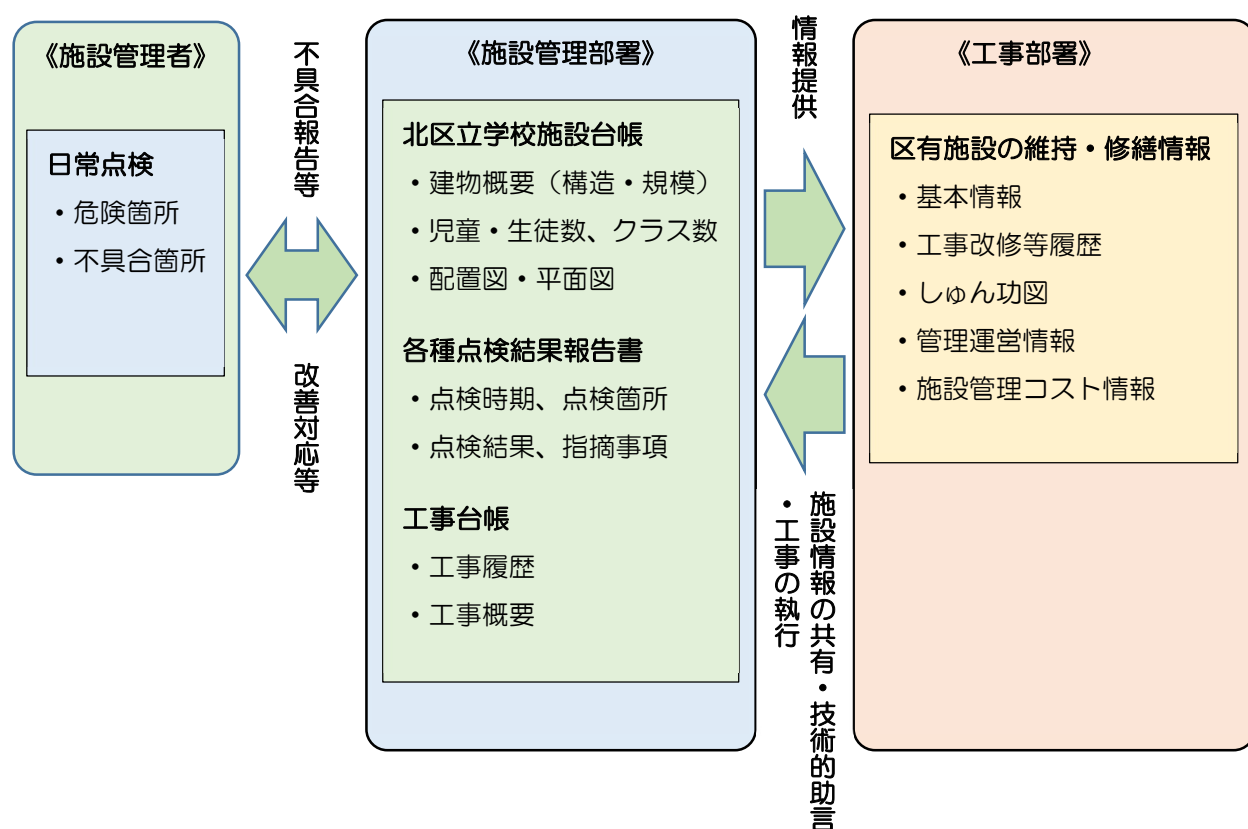 《施設管理者》
日常点検
・危険箇所
・不具合箇所
不具合報告等
改善対応等
《施設管理部署》
北区立学校施設台帳
・建物概要（構造・規模）
・児童・生徒数、クラス数
・配置図・平面図
各種点検結果報告書
・点検時期、点検箇所
・点検結果、指摘事項
工事台帳
・工事履歴
・工事概要
情報提供
施設情報の共有・技術的助言
・工事の執行
《工事部署》
区有施設の維持・修繕情報
・基本情報
・工事改修等履歴
・しゅん功図
・管理運営情報
・施設管理コスト情報